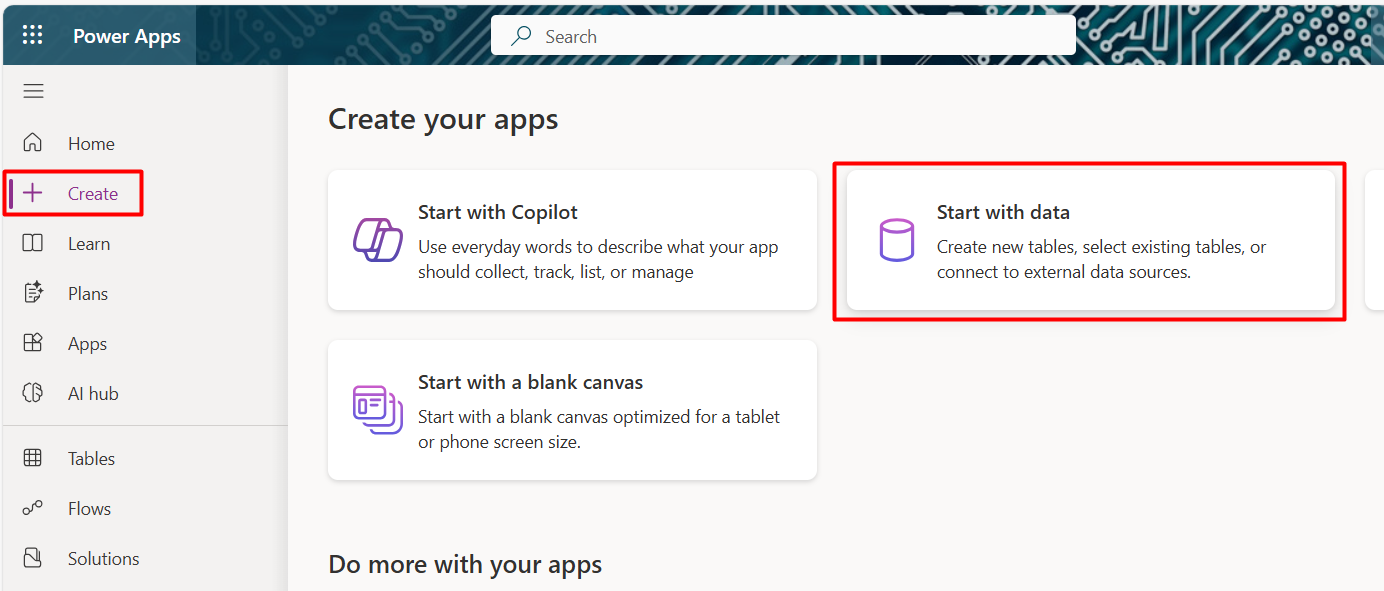 Power Apps
Search
Home
Create
Learn
Plans
Apps
AI hub
Tables
Flows
Solutions
Create your apps
Start with Copilot
Use everyday words to describe what your app
should collect, track, list, or manage
Start with data
Create new tables, select existing tables, or
connect to external data sources.
Start with a blank canvas
Start with a blank canvas optimized for a tablet
or phone screen size.
Do more with your apps